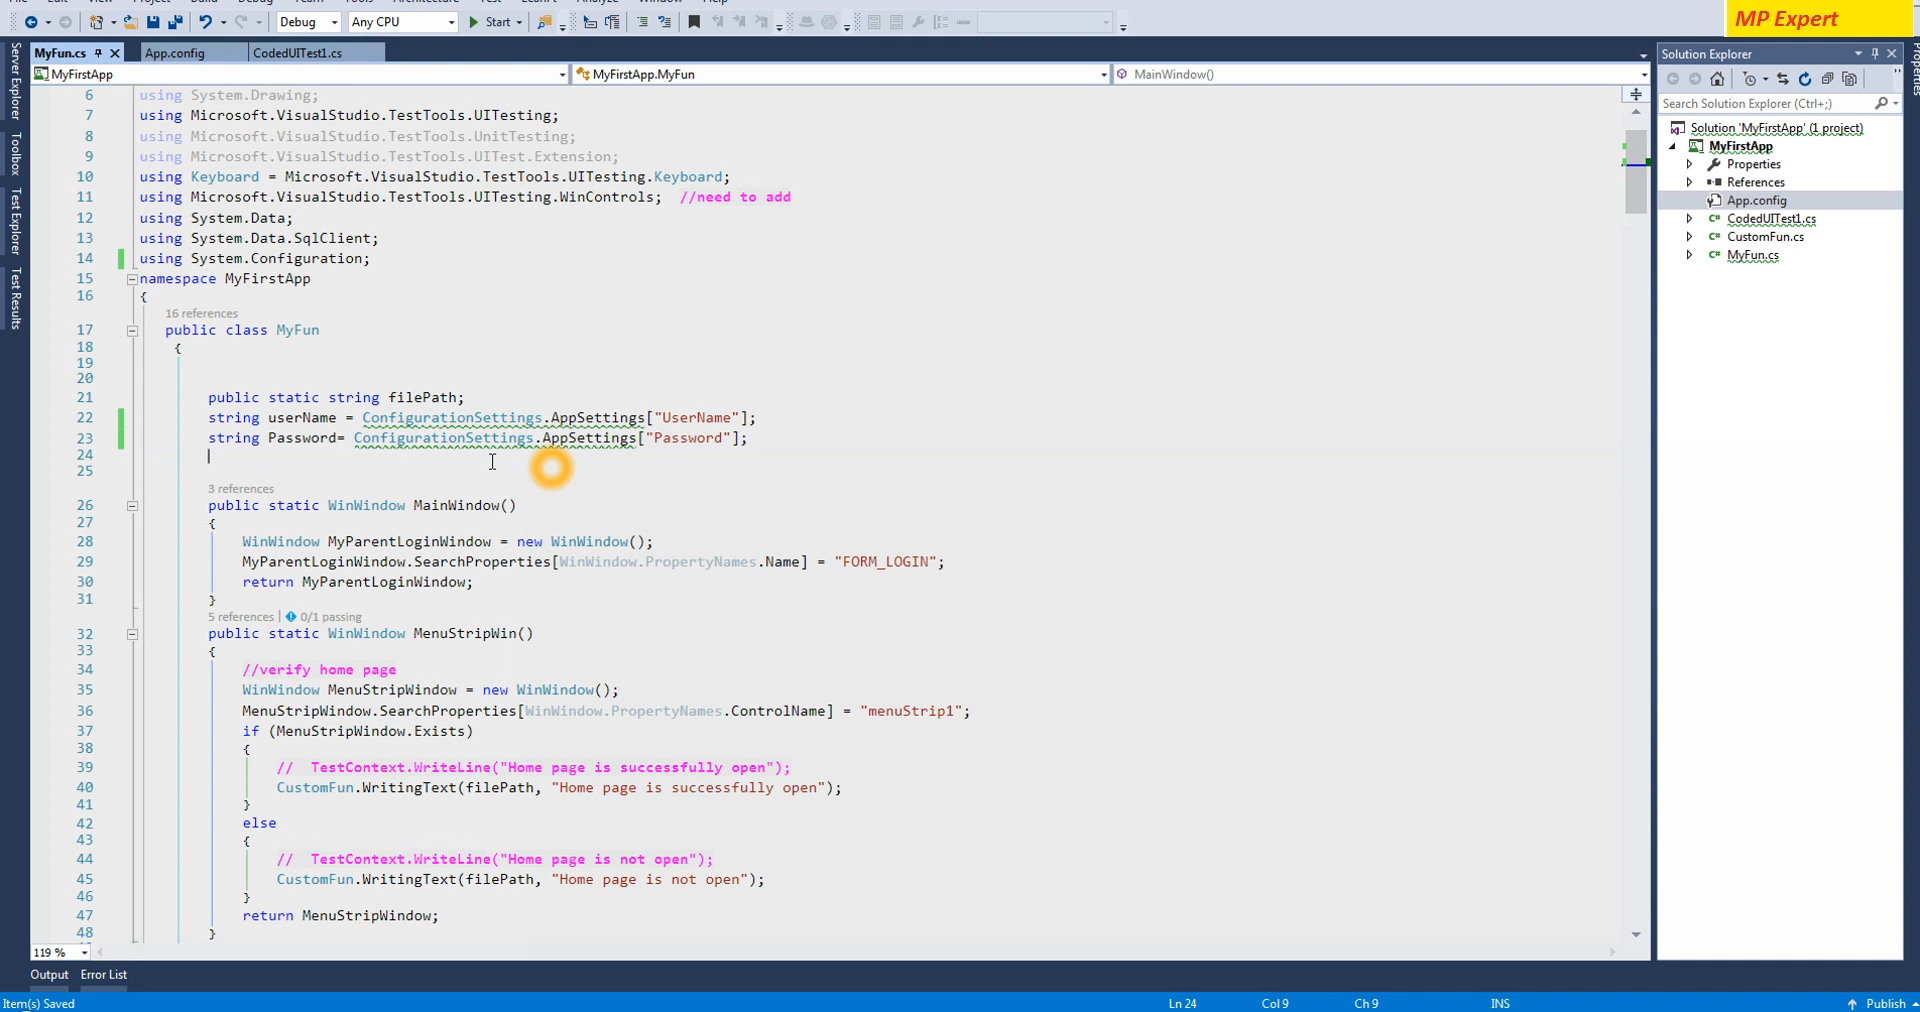 MP Expert
Debug
Any CPU
Start
MyFun.cs
App.config
CodedUITest1.cs
MyFirstApp
MyFirstApp.MyFun
MainWindow()
Server Explorer
Toolbox
Test Explorer
Test Results
6 using System.Drawing;
7 using Microsoft.VisualStudio.TestTools.UITesting;
8 using Microsoft.VisualStudio.TestTools.UnitTesting;
9 using Microsoft.VisualStudio.TestTools.UITest.Extension;
10 using Keyboard = Microsoft.VisualStudio.TestTools.UITesting.Keyboard;
11 using Microsoft.VisualStudio.TestTools.UITesting.WinControls; //need to add
12 using System.Data;
13 using System.Data.SqlClient;
14 using System.Configuration;
15 namespace MyFirstApp
16 {
16 references
17 public class MyFun
18 {
19
20
21 public static string filePath;
22 string userName = ConfigurationSettings.AppSettings["UserName"];
23 string Password= ConfigurationSettings.AppSettings["Password"];
24
25
3 references
26 public static WinWindow MainWindow()
27 {
28 WinWindow MyParentLoginWindow = new WinWindow();
29 MyParentLoginWindow.SearchProperties[WinWindow.PropertyNames.Name] = "FORM_LOGIN";
30 return MyParentLoginWindow;
31 }
5 references | 0/1 passing
32 public static WinWindow MenuStripWin()
33 {
34 //verify home page
35 WinWindow MenuStripWindow = new WinWindow();
36 MenuStripWindow.SearchProperties[WinWindow.PropertyNames.ControlName] = "menuStrip1";
37 if (MenuStripWindow.Exists)
38 {
39 // TestContext.WriteLine("Home page is successfully open");
40 CustomFun.WritingText(filePath, "Home page is successfully open");
41 }
42 else
43 {
44 // TestContext.WriteLine("Home page is not open");
45 CustomFun.WritingText(filePath, "Home page is not open");
46 }
47 return MenuStripWindow;
48 }
119 %
Output
Error List
Item(s) Saved
Ln 24
Col 9
Ch 9
INS
Publish
Solution Explorer
Search Solution Explorer (Ctrl+;)
Solution 'MyFirstApp' (1 project)
MyFirstApp
Properties
References
App.config
CodedUITest1.cs
CustomFun.cs
MyFun.cs
Properties